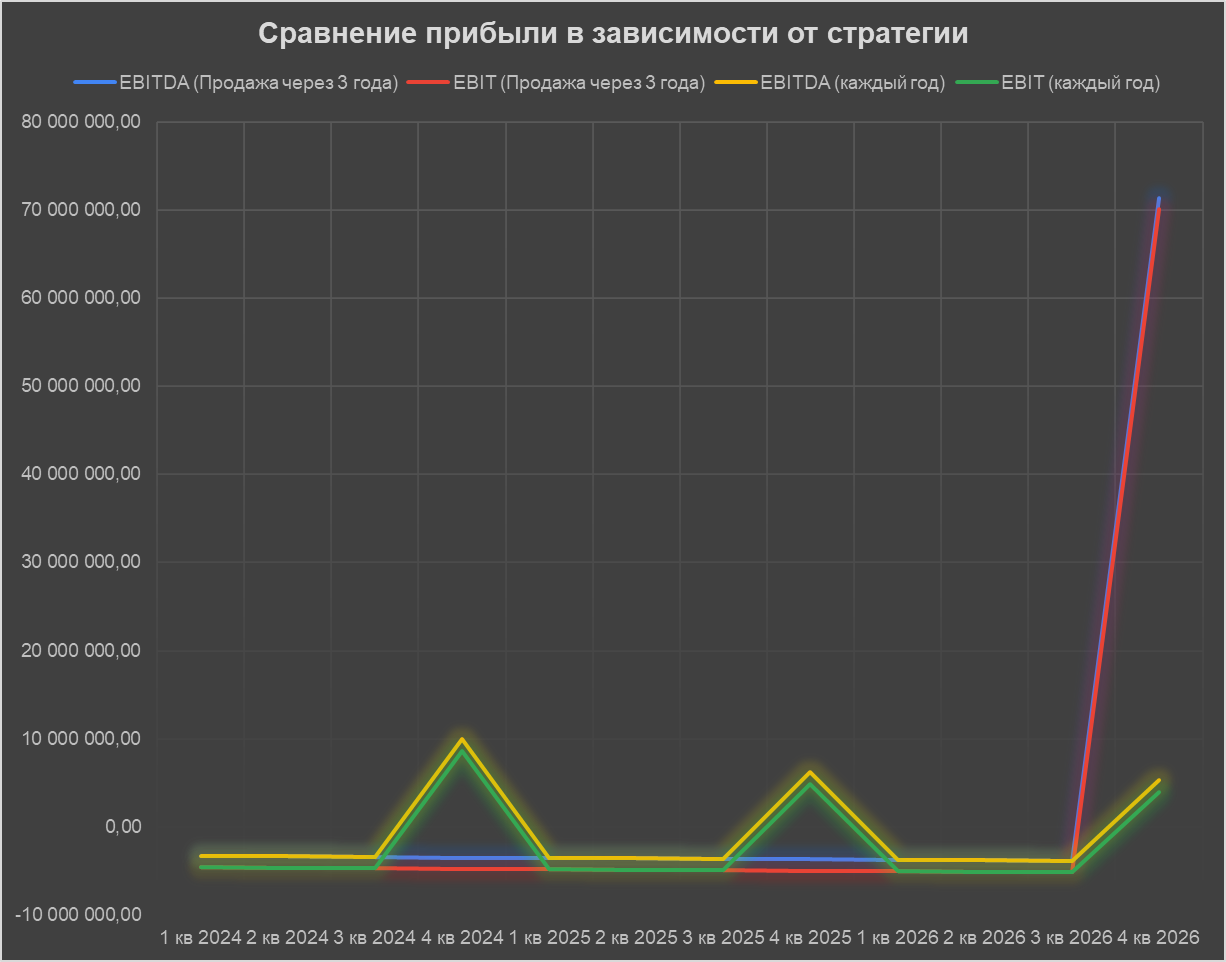 Сравнение прибыли в зависимости от стратегии
EBITDA (Продажа через 3 года) EBIT (Продажа через 3 года) EBITDA (каждый год) EBIT (каждый год)
80 000 000,00
70 000 000,00
60 000 000,00
50 000 000,00
40 000 000,00
30 000 000,00
20 000 000,00
10 000 000,00
0,00
-10 000 000,00
1 кв 2024 2 кв 2024 3 кв 2024 4 кв 2024 1 кв 2025 2 кв 2025 3 кв 2025 4 кв 2025 1 кв 2026 2 кв 2026 3 кв 2026 4 кв 2026